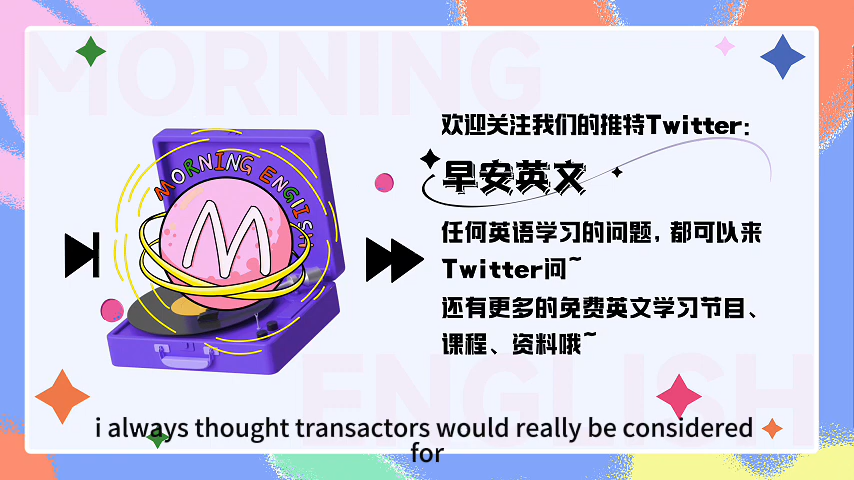 MORNING
欢迎关注我们的推特Twitter:
早安英文
MORNING ENGLISH
M
任何英语学习的问题, 都可以来
Twitter问~
还有更多的免费英文学习节目、
课程、资料哦~
ENGLISH
i always thought transactors would really be considered
for